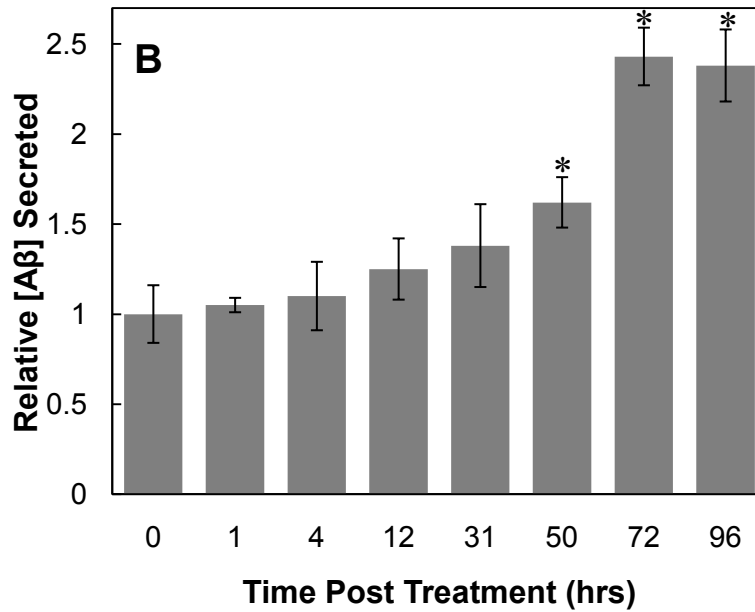 B
Relative [Aβ] Secreted
2.5
2
1.5
1
0.5
0
* * *
0 1 4 12 31 50 72 96
Time Post Treatment (hrs)